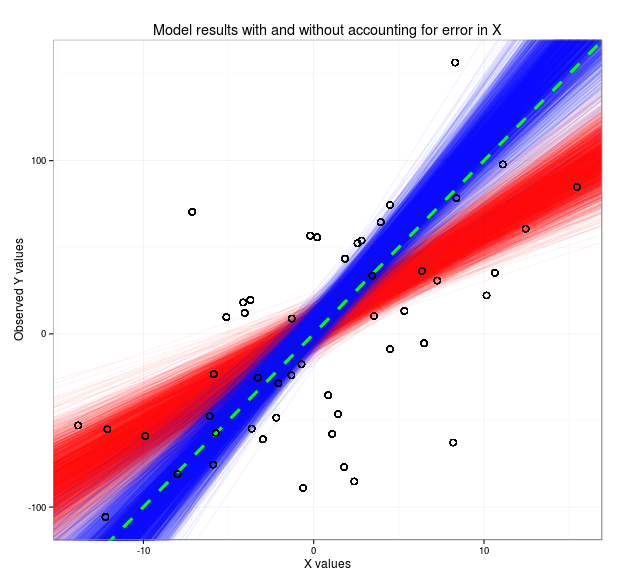 Model results with and without accounting for error in X
Observed Y values
100
0
-100
-10
0
10
X values